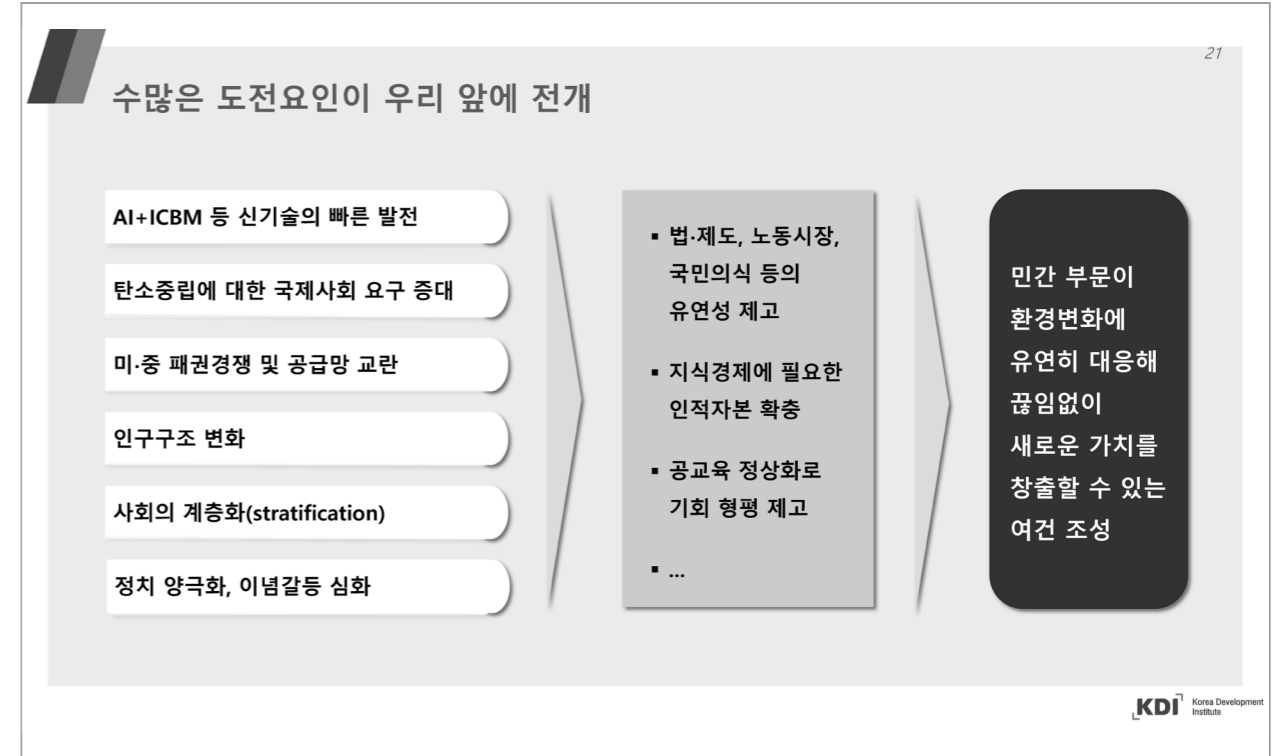 21
수많은 도전요인이 우리 앞에 전개
AI+ICBM 등 신기술의 빠른 발전
탄소중립에 대한 국제사회 요구 증대
미·중 패권경쟁 및 공급망 교란
인구구조 변화
사회의 계층화(stratification)
정치 양극화, 이념갈등 심화
▪ 법·제도, 노동시장,
국민의식 등의
유연성 제고
▪ 지식경제에 필요한
인적자본 확충
▪ 공교육 정상화로
기회 형평 제고
▪ ...
민간 부문이
환경변화에
유연히 대응해
끊임없이
새로운 가치를
창출할 수 있는
여건 조성
KDI Korea Development
Institute